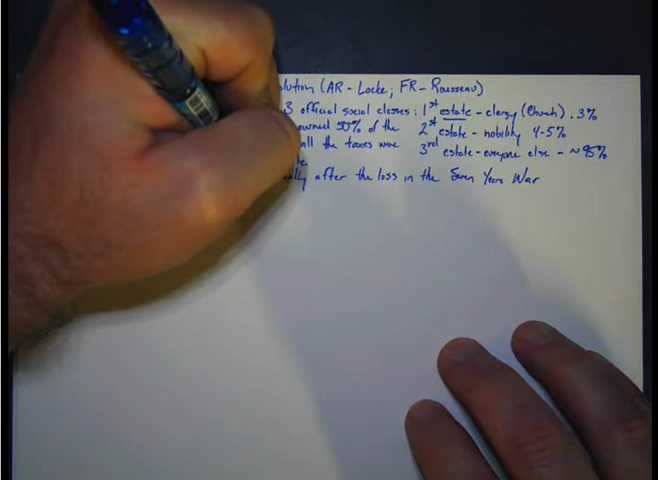 olution (AR - Locke; FR - Rousseau)
3 official social classes: 1st estate - clergy (Church) .3%
owned 50% of the 2st estate - nobility 4-5%
all the taxes were 3rd estate - everyone else - ~95%
after the loss in the Seven Years War